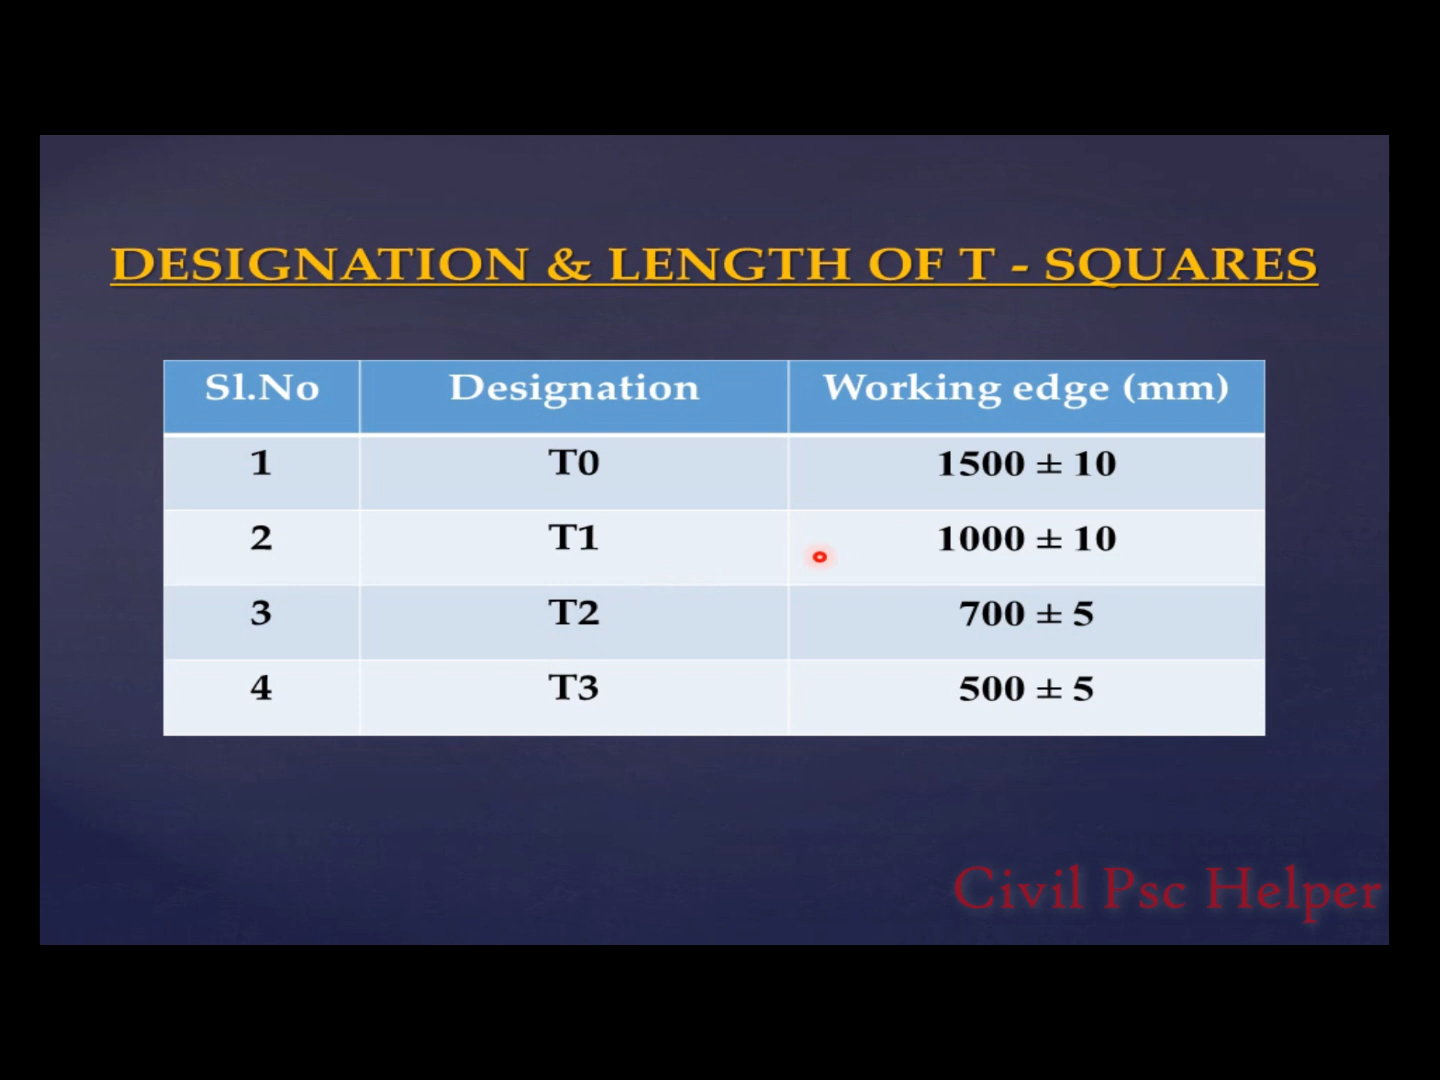 DESIGNATION & LENGTH OF T - SQUARES
Sl.No Designation Working edge (mm)
1 T0 1500 ± 10
2 T1 1000 ± 10
3 T2 700 ± 5
4 T3 500 ± 5
Civil Psc Helper